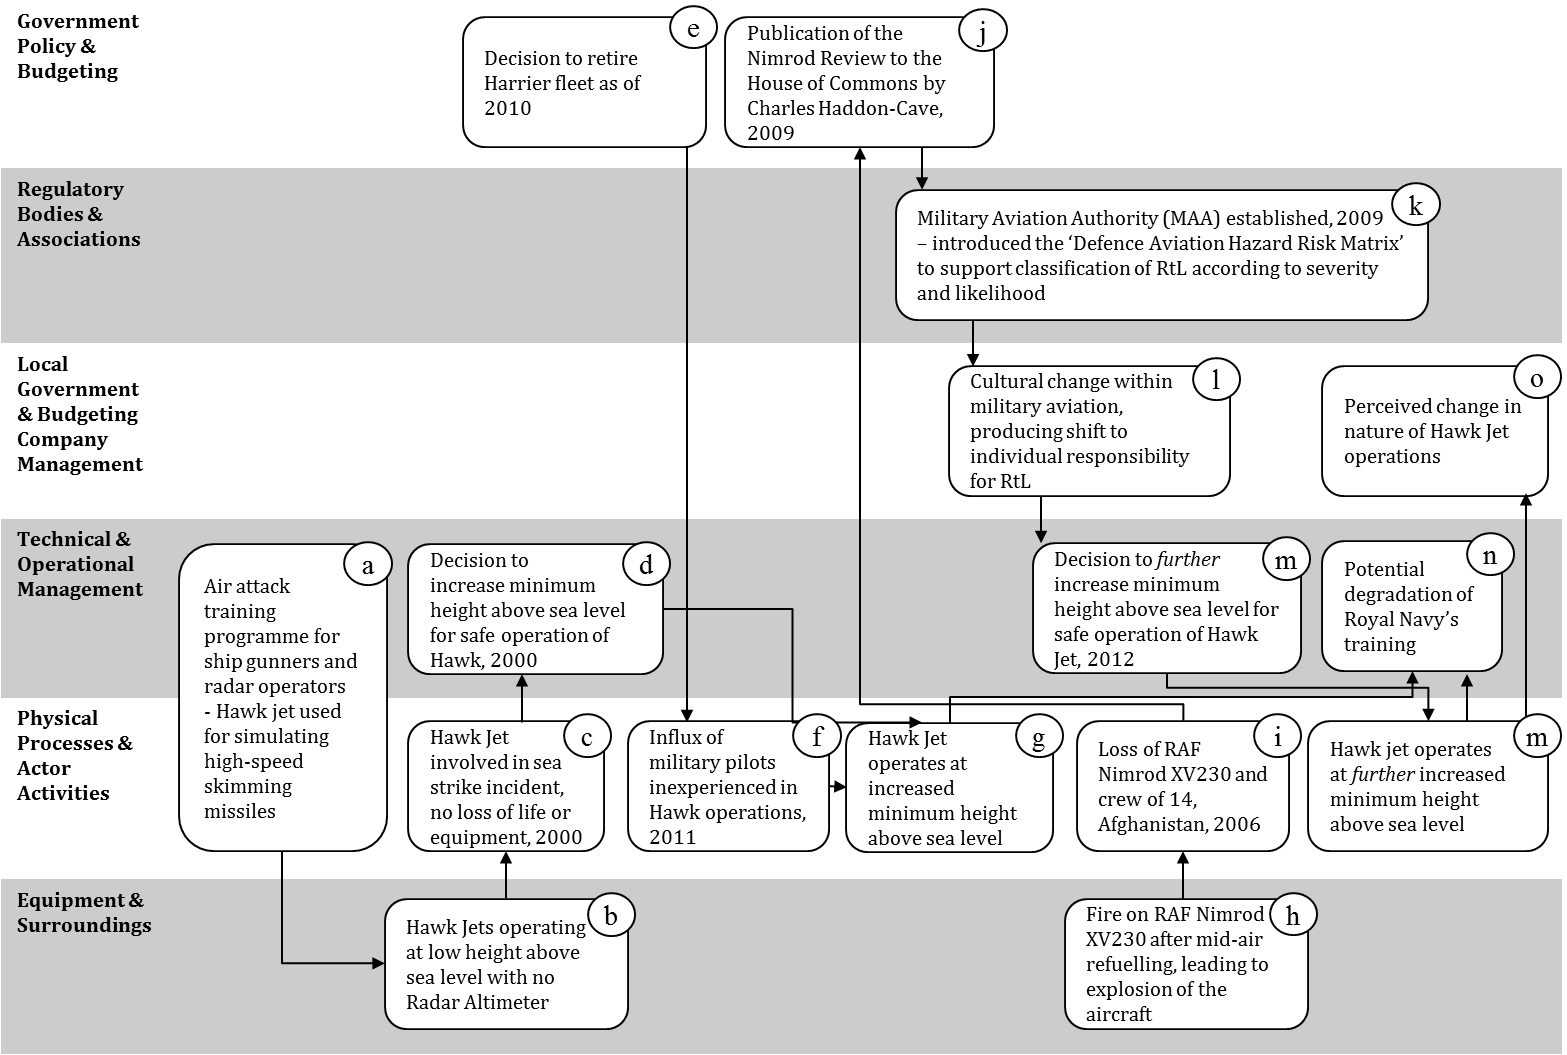 Government
Policy &
Budgeting
e
Decision to retire
Harrier fleet as of
2010
j
Publication of the
Nimrod Review to the
House of Commons by
Charles Haddon-Cave,
2009
Regulatory
Bodies &
Associations
k
Military Aviation Authority (MAA) established, 2009
– introduced the ‘Defence Aviation Hazard Risk Matrix’
to support classification of RtL according to severity
and likelihood
Local
Government
& Budgeting
Company
Management
l
Cultural change within
military aviation,
producing shift to
individual responsibility
for RtL
o
Perceived change in
nature of Hawk Jet
operations
Technical &
Operational
Management
a
Air attack
training
programme for
ship gunners and
radar operators
- Hawk jet used
for simulating
high-speed
skimming
missiles
d
Decision to
increase minimum
height above sea level
for safe operation of
Hawk, 2000
m
Decision to further
increase minimum
height above sea level for
safe operation of Hawk
Jet, 2012
n
Potential
degradation of
Royal Navy’s
training
Physical
Processes &
Actor
Activities
c
Hawk Jet
involved in sea
strike incident,
no loss of life or
equipment, 2000
f
Influx of
military pilots
inexperienced in
Hawk operations,
2011
g
Hawk Jet
operates at
increased
minimum height
above sea level
i
Loss of RAF
Nimrod XV230 and
crew of 14,
Afghanistan, 2006
m
Hawk jet operates
at further increased
minimum height
above sea level
Equipment &
Surroundings
b
Hawk Jets operating
at low height above
sea level with no
Radar Altimeter
h
Fire on RAF Nimrod
XV230 after mid-air
refuelling, leading to
explosion of the
aircraft